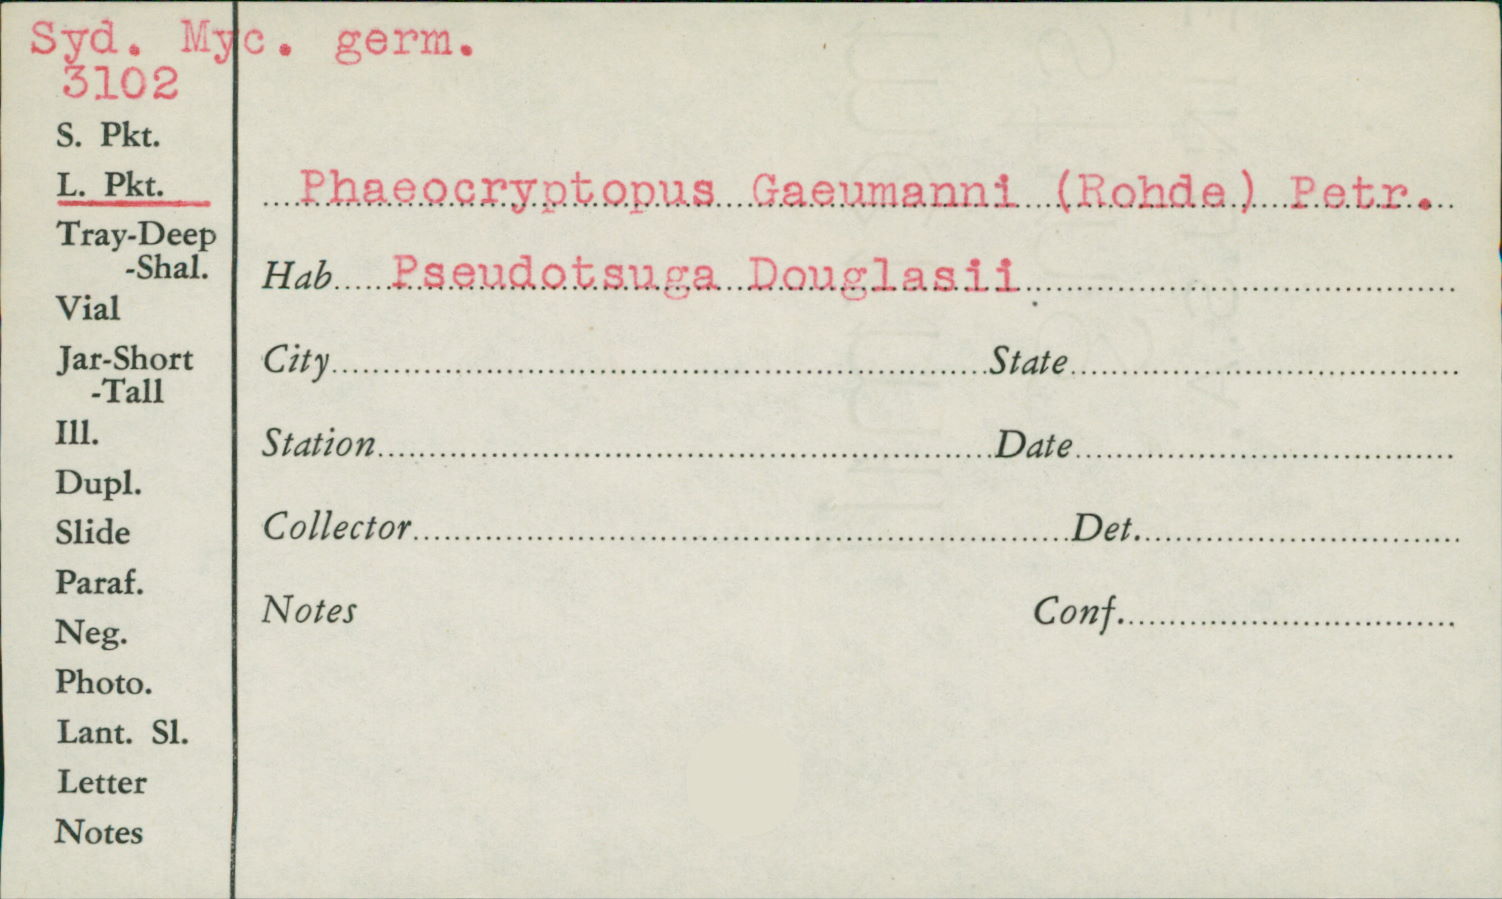 Syd. Myc. germ.
3102
S. Pkt.
L. Pkt.
Tray-Deep
-Shal.
Vial
Jar-Short
-Tall
Ill.
Dupl.
Slide
Paraf.
Neg.
Photo.
Lant. Sl.
Letter
Notes
Phaeocryptopus Gaeumanni (Rohde) Petr.
Hab Pseudotsuga Douglasii
City State
Station Date
Collector Det.
Notes Conf.